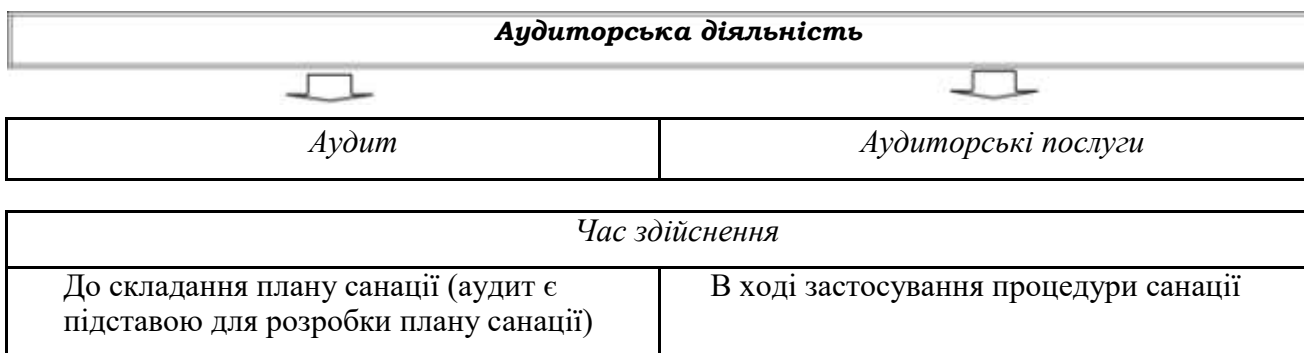 Аудиторська діяльність
Аудит
Аудиторські послуги
Час здійснення
До складання плану санації (аудит є
підставою для розробки плану санації)
В ході застосування процедури санації